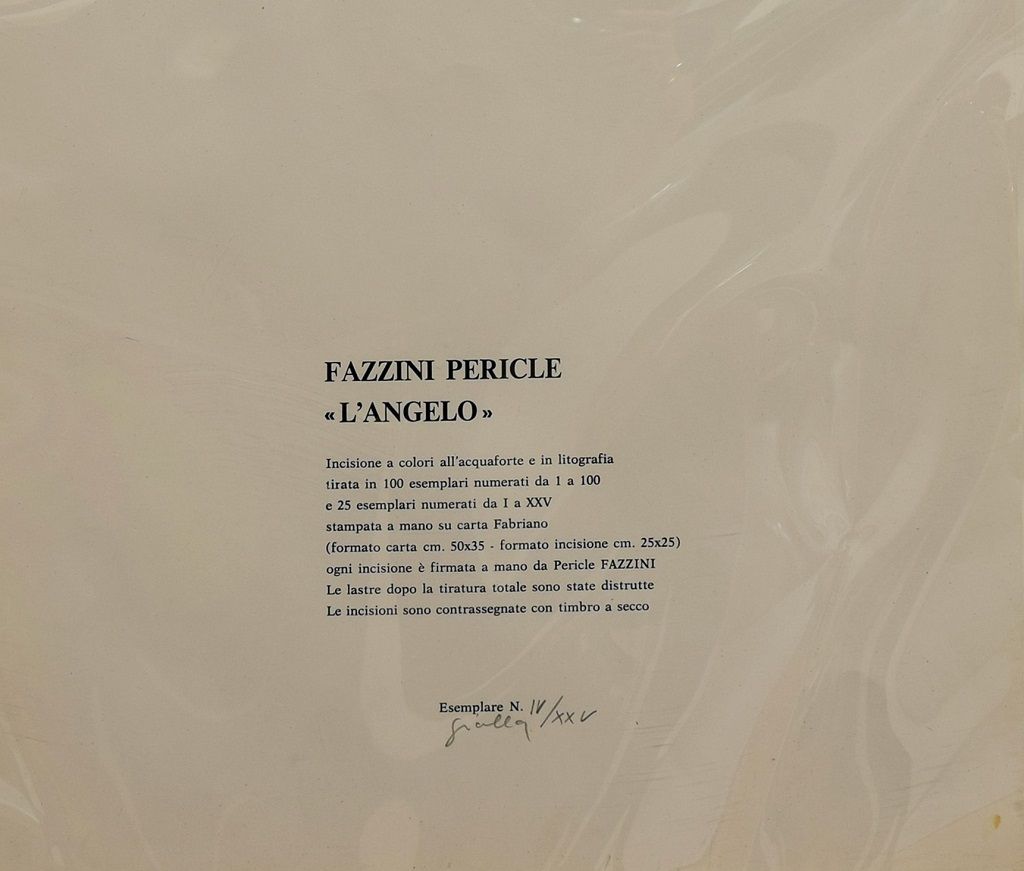 FAZZINI PERICLE
«L'ANGELO»
Incisione a colori all'acquaforte e in litografia
tirata in 100 esemplari numerati da 1 a 100
e 25 esemplari numerati da I a XXV
stampata a mano su carta Fabriano
(formato carta cm. 50x35 - formato incisione cm. 25x25)
ogni incisione è firmata a mano da Pericle FAZZINI
Le lastre dopo la tiratura totale sono state distrutte
Le incisioni sono contrassegnate con timbro a secco
Esemplare N. IV/XXV
gialla